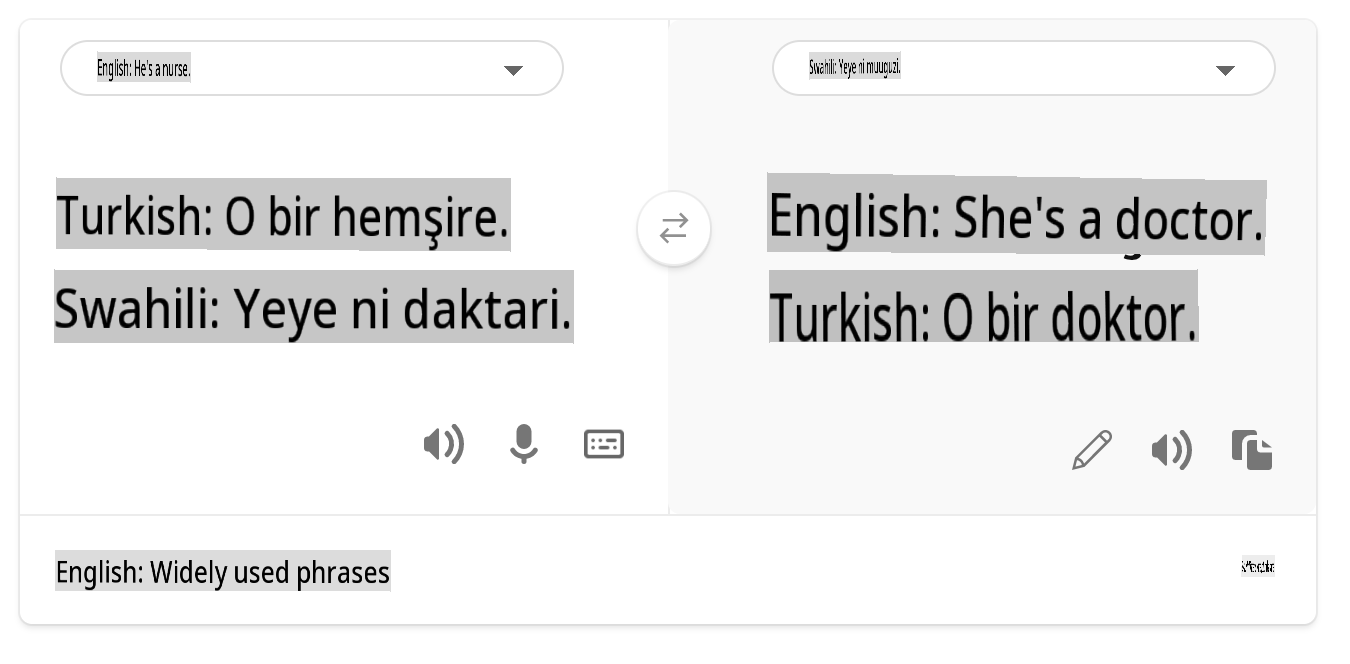 English: He's a nurse.
Swahili: Yeye ni muuguzi.
Turkish: O bir hemşire.
Swahili: Yeye ni daktari.
English: She's a doctor.
Turkish: O bir doktor.
English: Widely used phrases